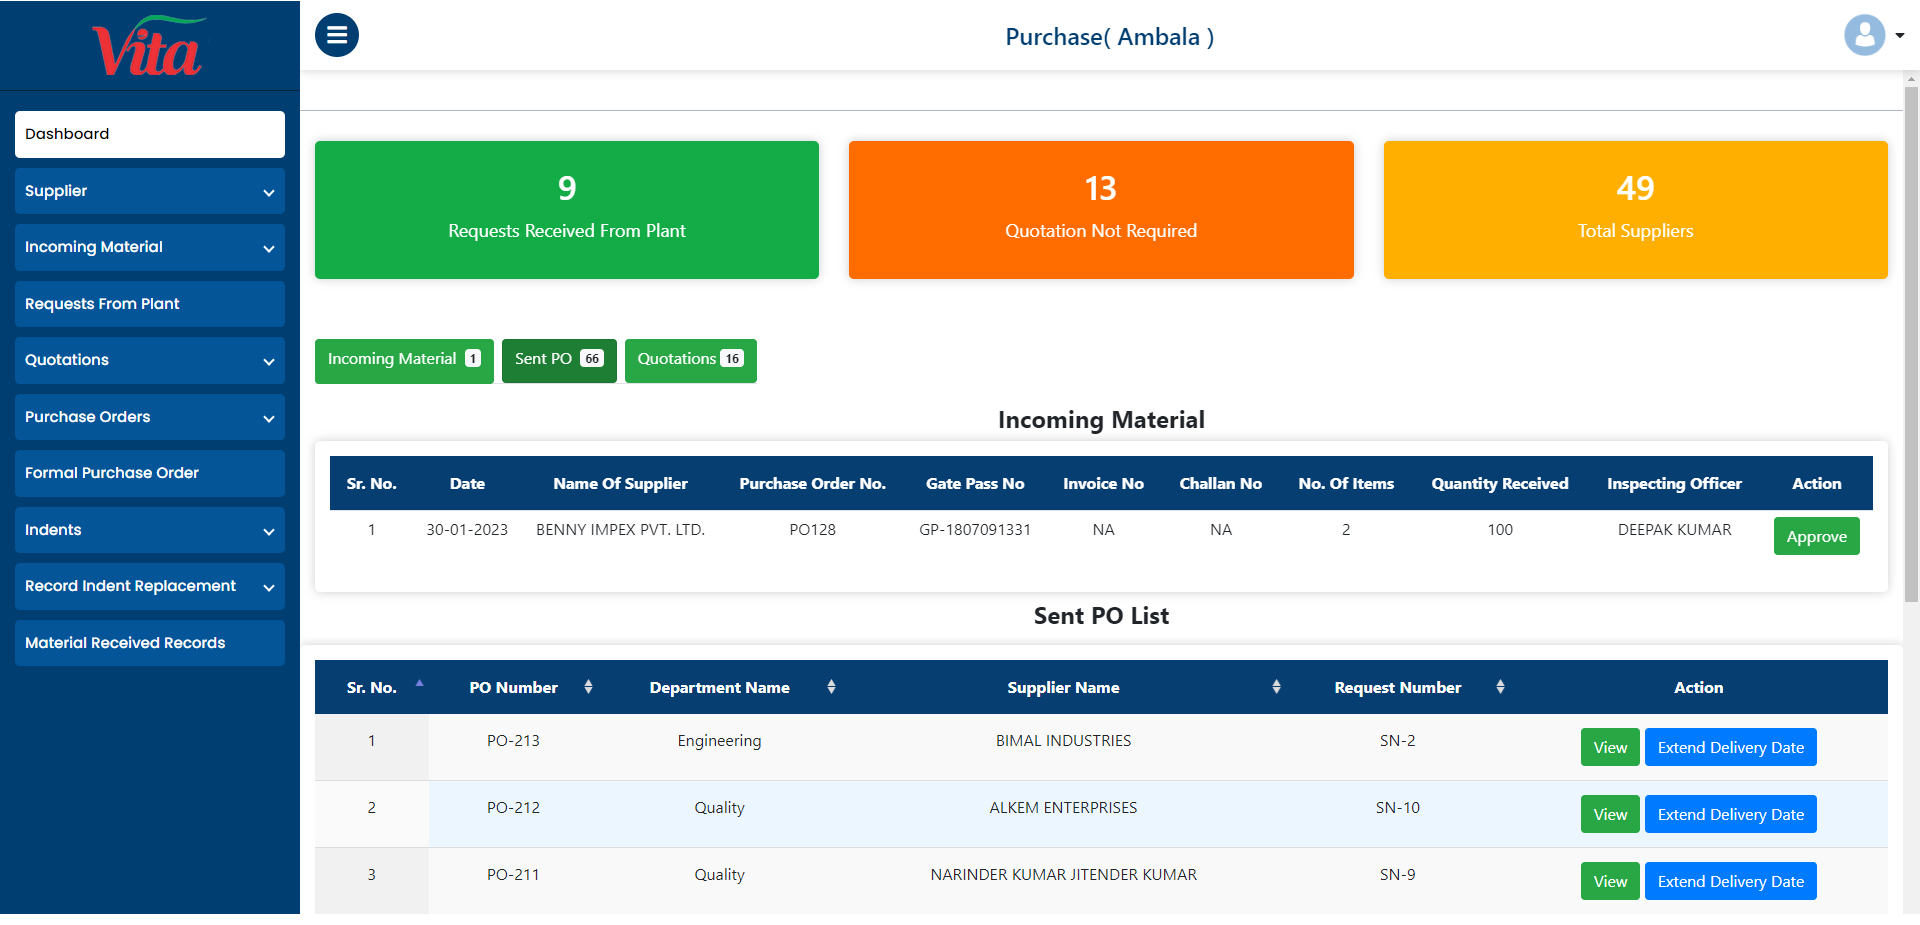 Vita
Purchase( Ambala )
Dashboard
Supplier
Incoming Material
Requests From Plant
Quotations
Purchase Orders
Formal Purchase Order
Indents
Record Indent Replacement
Material Received Records
9
Requests Received From Plant
13
Quotation Not Required
49
Total Suppliers
Incoming Material 1 Sent PO 66 Quotations 16
Incoming Material
Sr. No. Date Name Of Supplier Purchase Order No. Gate Pass No Invoice No Challan No No. Of Items Quantity Received Inspecting Officer Action
1 30-01-2023 BENNY IMPEX PVT. LTD. PO128 GP-1807091331 NA NA 2 100 DEEPAK KUMAR Approve
Sent PO List
Sr. No. PO Number Department Name Supplier Name Request Number Action
1 PO-213 Engineering BIMAL INDUSTRIES SN-2 View Extend Delivery Date
2 PO-212 Quality ALKEM ENTERPRISES SN-10 View Extend Delivery Date
3 PO-211 Quality NARINDER KUMAR JITENDER KUMAR SN-9 View Extend Delivery Date